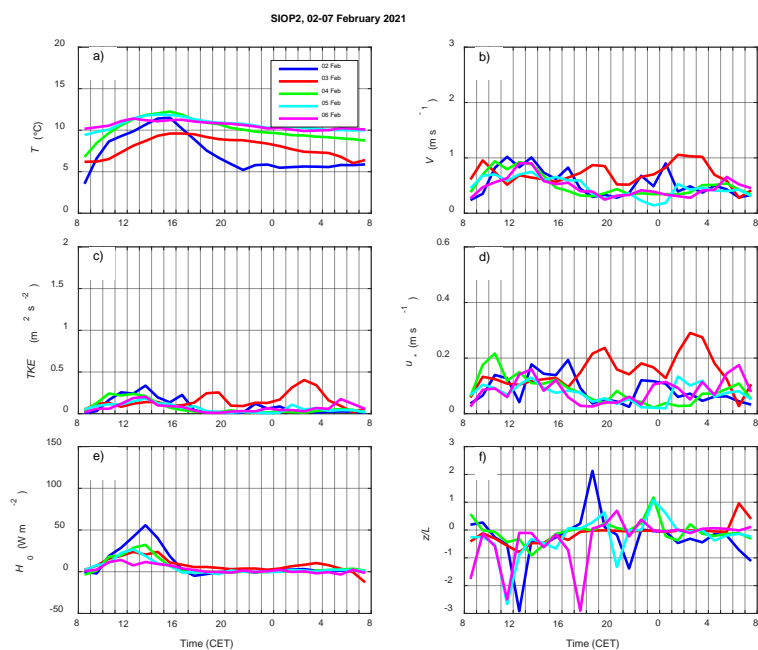 SIOP2, 02-07 February 2021
a)
20
15
10
5
0
T (°C)
02 Feb
03 Feb
04 Feb
05 Feb
06 Feb
8 12 16 20 0 4 8
b)
3
2
1
0
V (m s -1)
8 12 16 20 0 4 8
c)
2
1.5
1
0.5
0
TKE (m 2 s -2)
8 12 16 20 0 4 8
d)
0.6
0.4
0.2
0
u * (m s -1)
8 12 16 20 0 4 8
e)
150
100
50
0
-50
H 0 (W m -2)
8 12 16 20 0 4 8
Time (CET)
f)
3
2
1
0
-1
-2
-3
z/L
8 12 16 20 0 4 8
Time (CET)